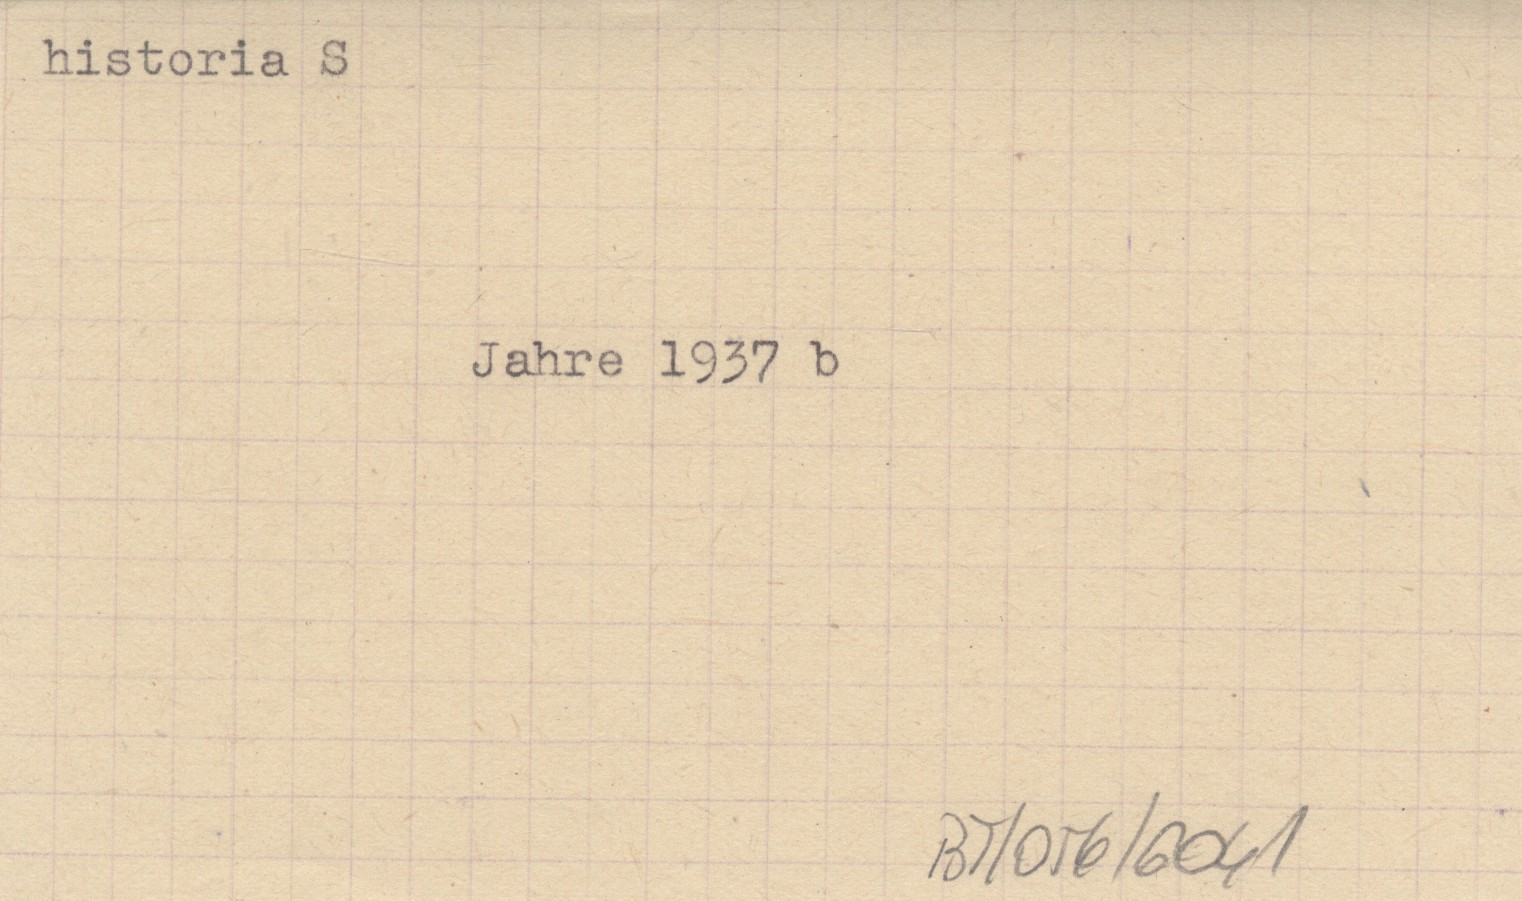 historia S
Jahre 1937 b
BT/056/6041